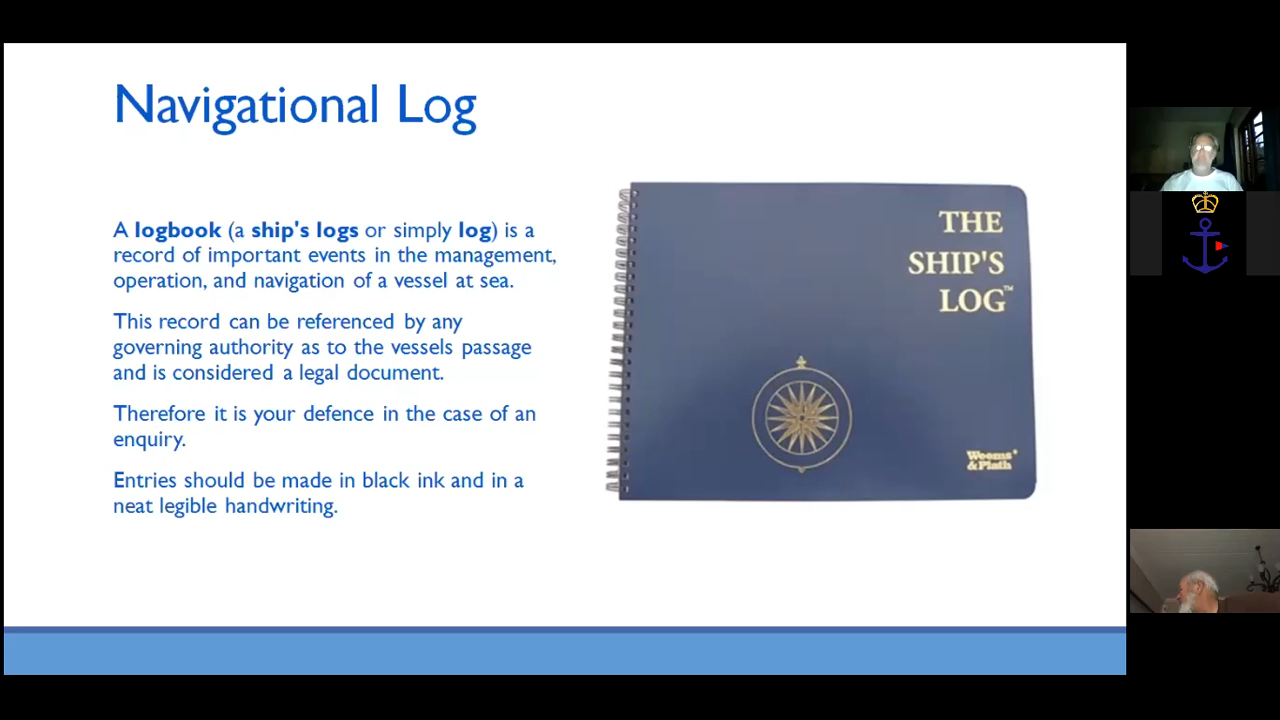 Navigational Log
A logbook (a ship's logs or simply log) is a
record of important events in the management,
operation, and navigation of a vessel at sea.
This record can be referenced by any
governing authority as to the vessels passage
and is considered a legal document.
Therefore it is your defence in the case of an
enquiry.
Entries should be made in black ink and in a
neat legible handwriting.
THE
SHIP'S
LOG™
Weems
& Plath